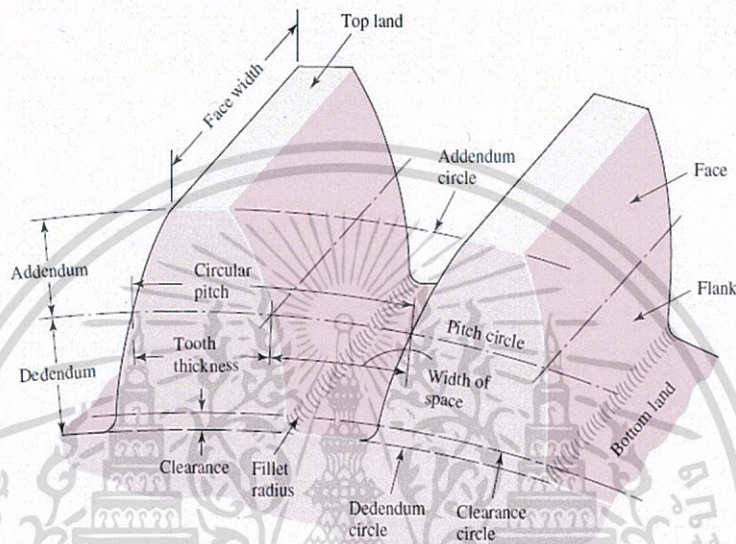 Top land
Face width
Addendum
circle
Face
Addendum
Circular
pitch
Flank
Pitch circle
Tooth
thickness
Dedendum
Width of
space
Bottom land
Clearance
Fillet
radius
Dedendum
circle
Clearance
circle